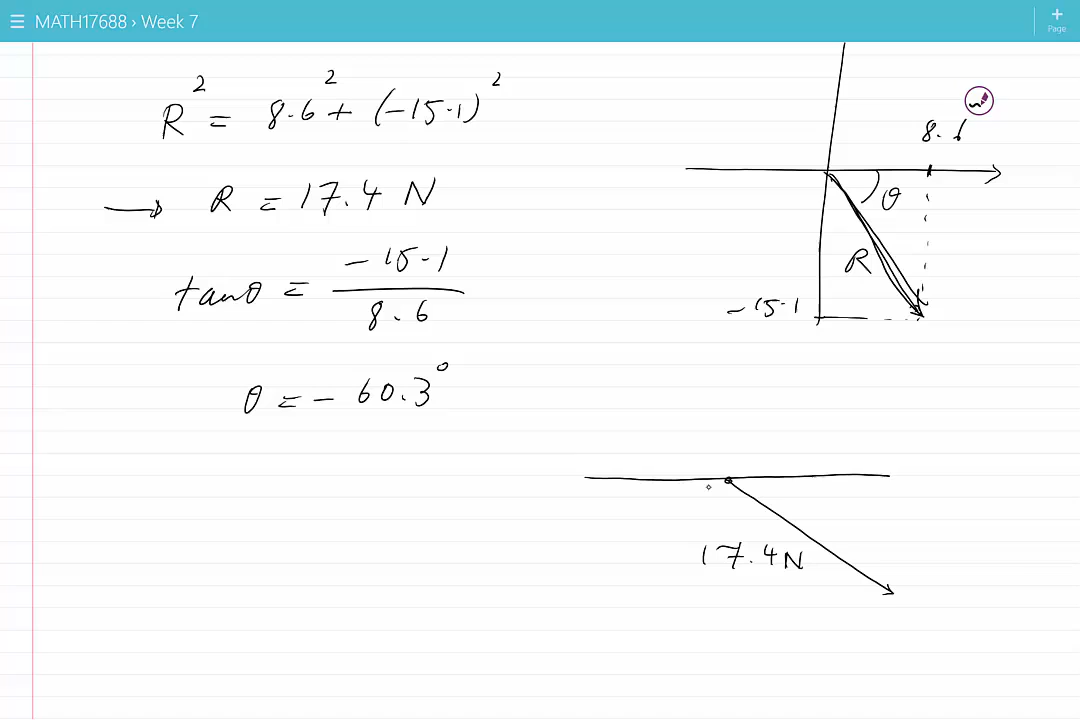 MATH17688 › Week 7
Page
R² = 8.6² + (-15.1)²
R = 17.4 N
tanθ = -15.1 / 8.6
θ = - 60.3°
8.6
θ
R
-15.1
17.4N